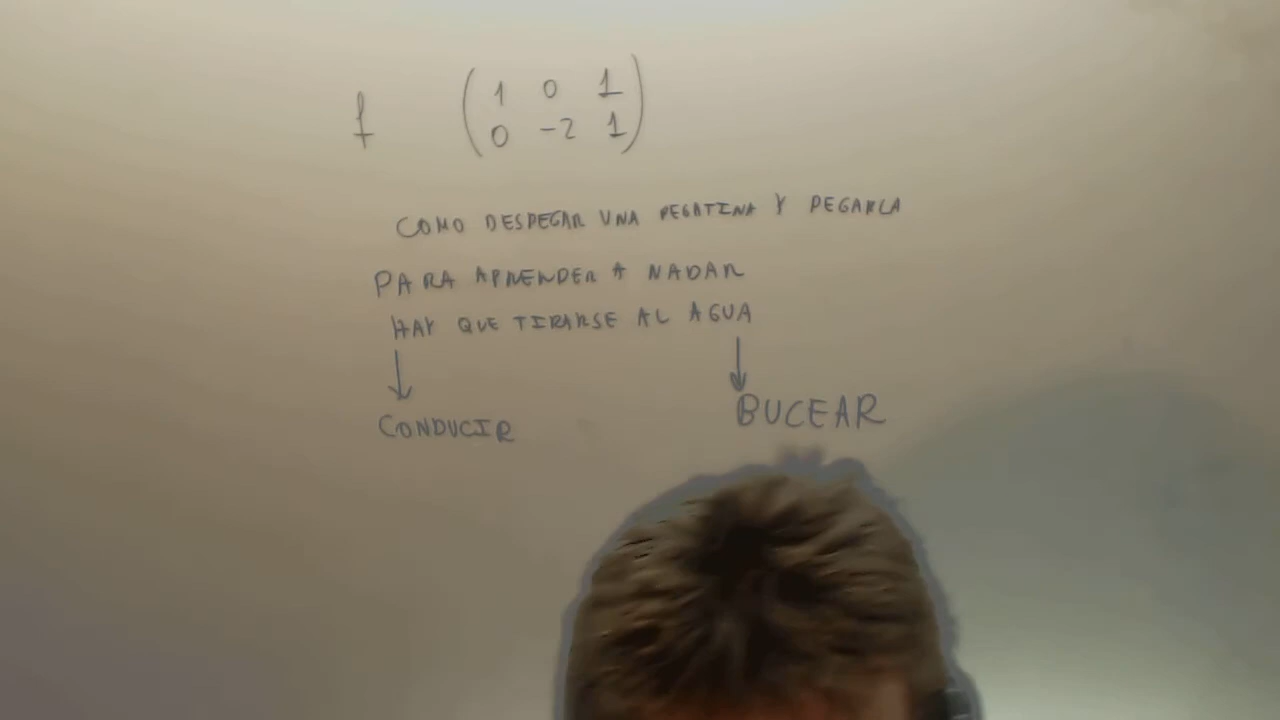 f ( 1 0 1
0 -2 1 )
COMO DESPEGAR UNA PEGATINA Y PEGARLA
PARA APRENDER A NADAR
HAY QUE TIRARSE AL AGUA
↓ ↓
CONDUCIR BUCEAR